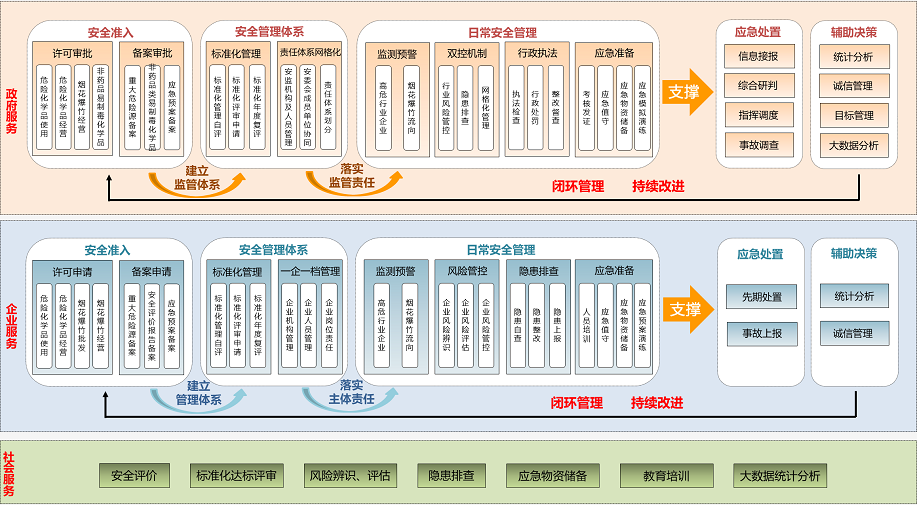 政府服务
安全准入
许可审批
危险化学品使用
危险化学品经营
烟花爆竹经营
非药品易制毒化学品
备案审批
重大危险源备案
非药品类易制毒化学品
应急预案备案
安全管理体系
标准化管理
标准化管理自评
标准化评审申请
标准化年度复评
责任体系网格化
安监机构及人员管理
安委会成员单位协同
责任体系划分
日常安全管理
监测预警
高危行业企业
烟花爆竹流向
双控机制
行业风险管控
隐患排查
网格化管理
行政执法
执法检查
行政处罚
整改督查
应急准备
考核发证
应急值守
应急物资储备
应急模拟演练
支撑
应急处置
信息接报
综合研判
指挥调度
事故调查
辅助决策
统计分析
诚信管理
目标管理
大数据分析
建立
监管体系
落实
监管责任
闭环管理 持续改进
企业服务
安全准入
许可申请
危险化学品使用
危险化学品经营
烟花爆竹批发
烟花爆竹经营
备案申请
重大危险源备案
安全评价报告备案
应急预案备案
安全管理体系
标准化管理
标准化管理自评
标准化评审申请
标准化年度复评
一企一档管理
企业机构管理
企业人员管理
企业岗位责任
日常安全管理
监测预警
高危行业企业
烟花爆竹流向
风险管控
企业风险辨识
企业风险评估
企业风险管控
隐患排查
隐患自查
隐患整改
隐患上报
应急准备
人员培训
应急值守
应急物资储备
应急预案演练
支撑
应急处置
先期处置
事故上报
辅助决策
统计分析
诚信管理
建立
管理体系
落实
主体责任
闭环管理 持续改进
社会服务
安全评价
标准化达标评审
风险辨识、评估
隐患排查
应急物资储备
教育培训
大数据统计分析